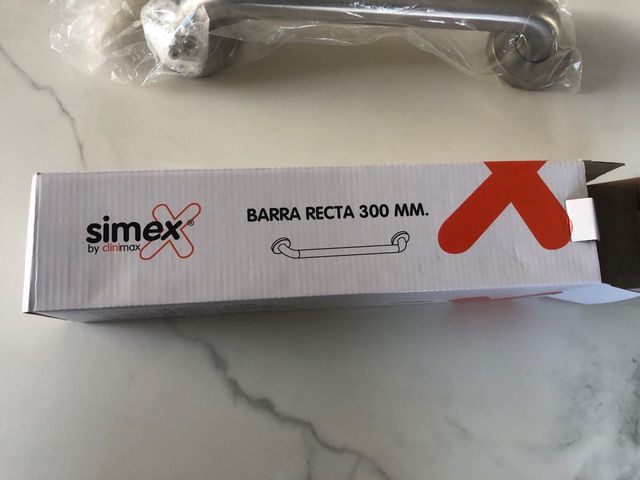 simex®
by clinimax
BARRA RECTA 300 MM.